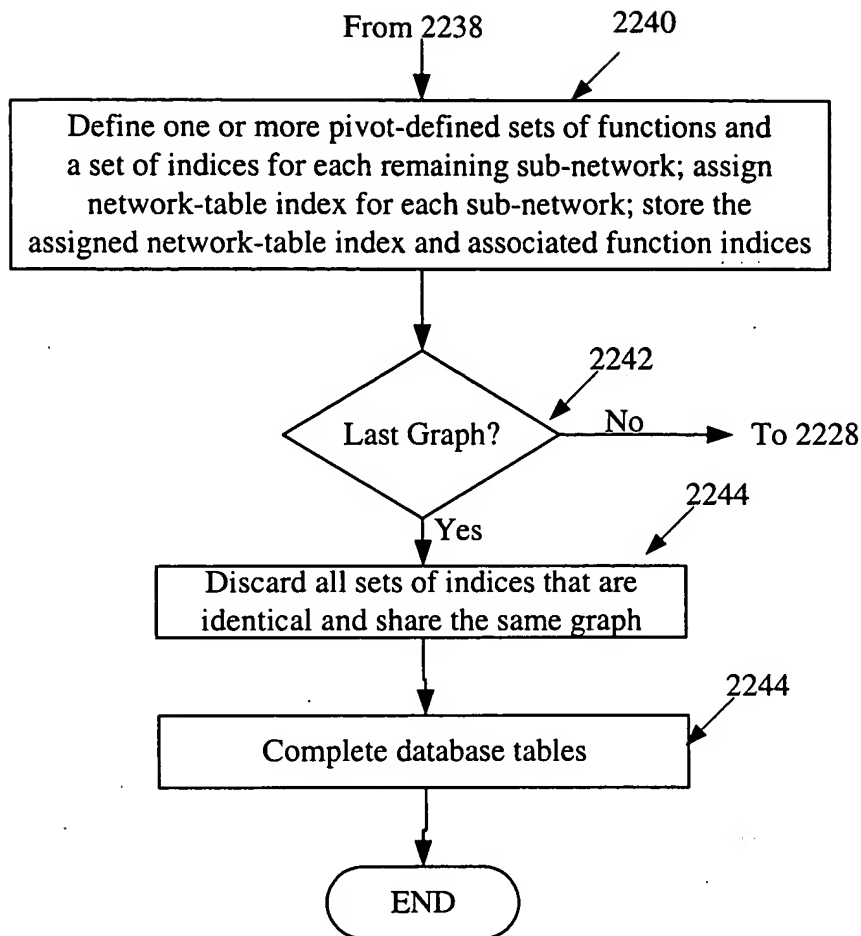 From 2238
2240
Define one or more pivot-defined sets of functions and
a set of indices for each remaining sub-network; assign
network-table index for each sub-network; store the
assigned network-table index and associated function indices
2242
Last Graph?
No
To 2228
Yes
2244
Discard all sets of indices that are
identical and share the same graph
2244
Complete database tables
END